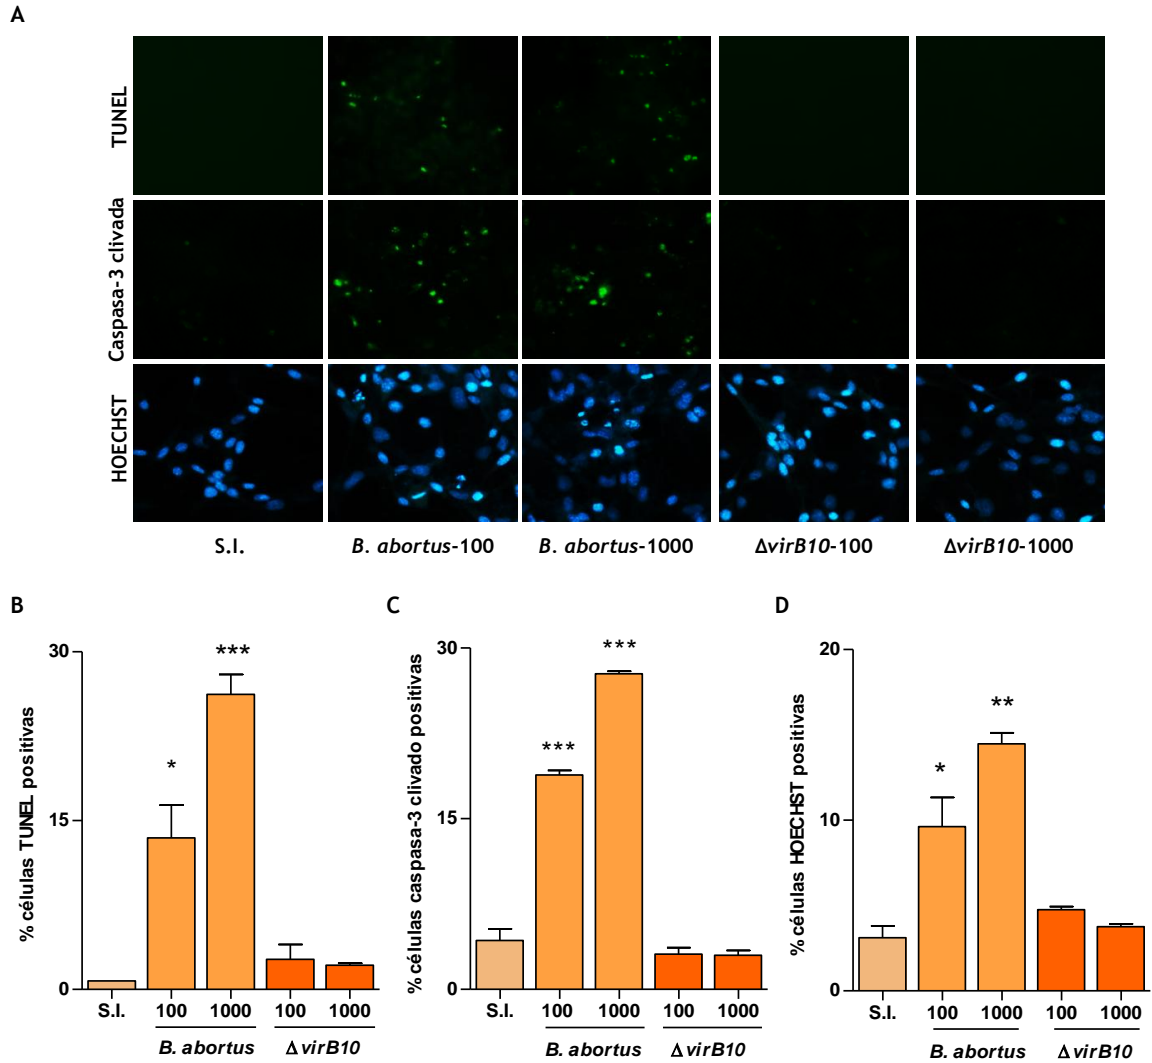 A
TUNEL
Caspasa-3 clivada
HOECHST
S.I.
B. abortus-100
B. abortus-1000
ΔvirB10-100
ΔvirB10-1000
B
% células TUNEL positivas
30
15
0
*
***
S.I.
100
1000
100
1000
B. abortus
ΔvirB10
C
% células caspasa-3 clivado positivas
30
15
0
***
***
S.I.
100
1000
100
1000
B. abortus
ΔvirB10
D
% células HOECHST positivas
20
10
0
*
**
S.I.
100
1000
100
1000
B. abortus
ΔvirB10